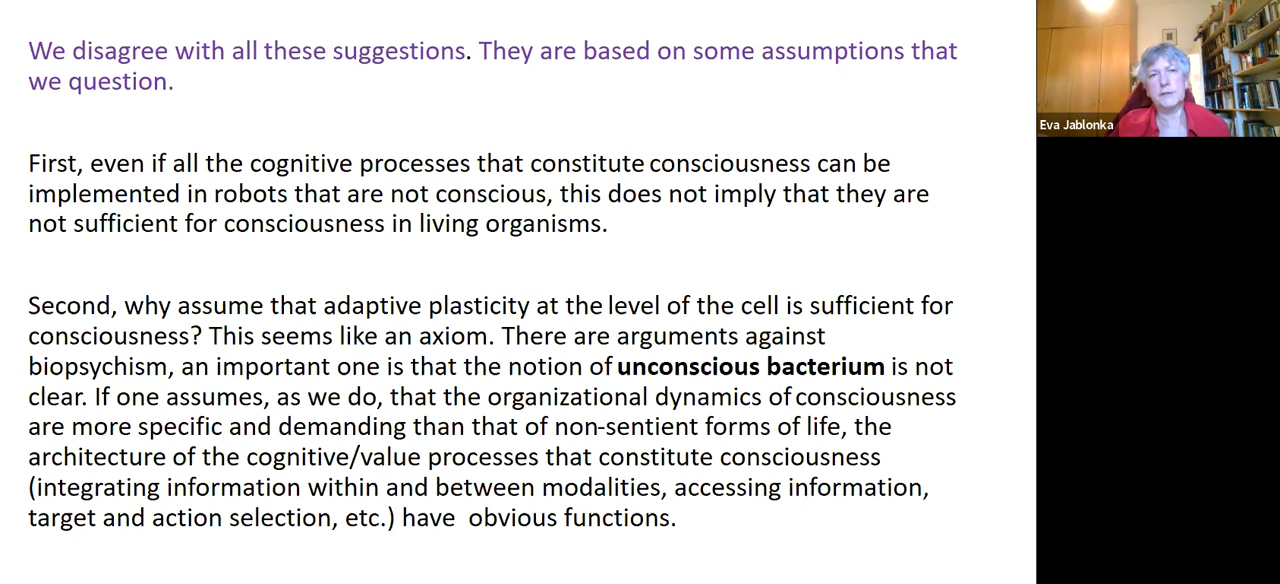 We disagree with all these suggestions. They are based on some assumptions that
we question.
First, even if all the cognitive processes that constitute consciousness can be
implemented in robots that are not conscious, this does not imply that they are
not sufficient for consciousness in living organisms.
Second, why assume that adaptive plasticity at the level of the cell is sufficient for
consciousness? This seems like an axiom. There are arguments against
biopsychism, an important one is that the notion of unconscious bacterium is not
clear. If one assumes, as we do, that the organizational dynamics of consciousness
are more specific and demanding than that of non-sentient forms of life, the
architecture of the cognitive/value processes that constitute consciousness
(integrating information within and between modalities, accessing information,
target and action selection, etc.) have obvious functions.
Eva Jablonka